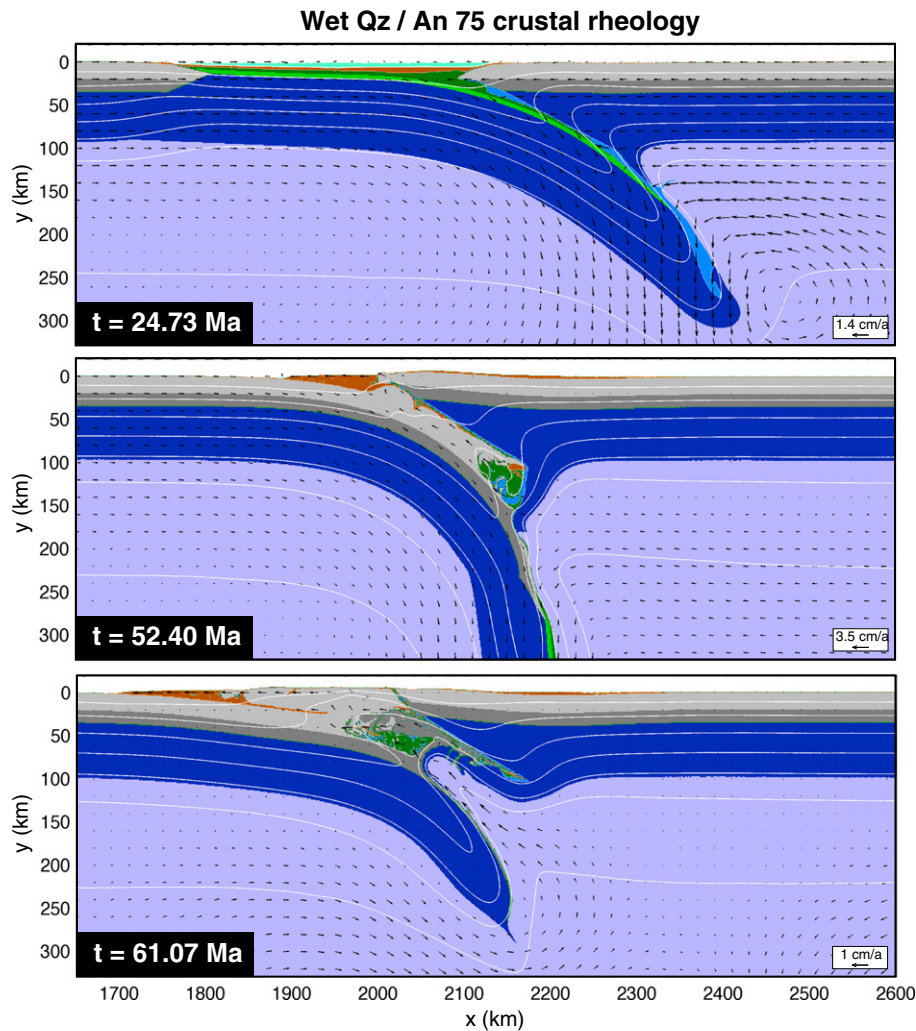 Wet Qz / An 75 crustal rheology
y (km)
0
50
100
150
200
250
300
t = 24.73 Ma
1.4 cm/a
y (km)
0
50
100
150
200
250
300
t = 52.40 Ma
3.5 cm/a
y (km)
0
50
100
150
200
250
300
t = 61.07 Ma
1 cm/a
1700 1800 1900 2000 2100 2200 2300 2400 2500 2600
x (km)